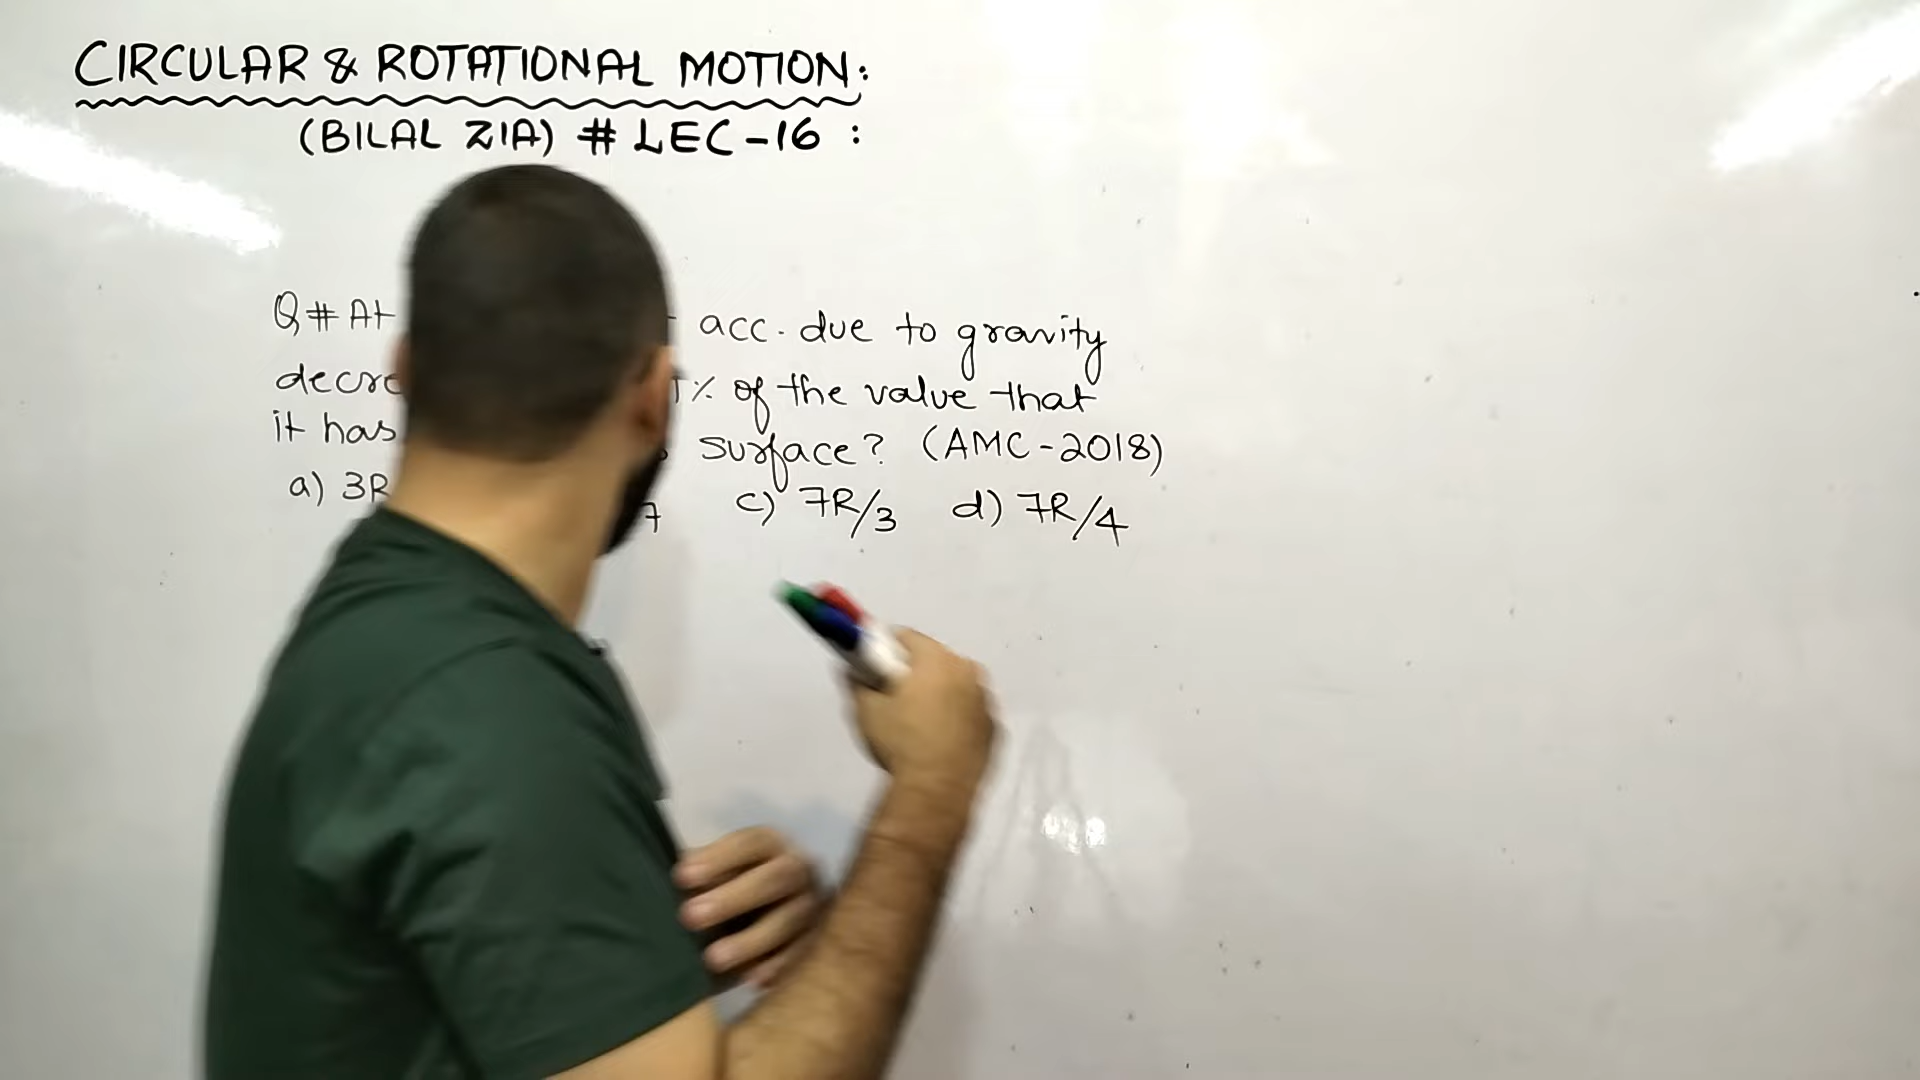 CIRCULAR & ROTATIONAL MOTION:
(BILAL ZIA) # LEC-16 :
Q# At acc. due to gravity
% of the value that
it has surface? (AMC-2018)
a) 3R c) 7R/3 d) 7R/4